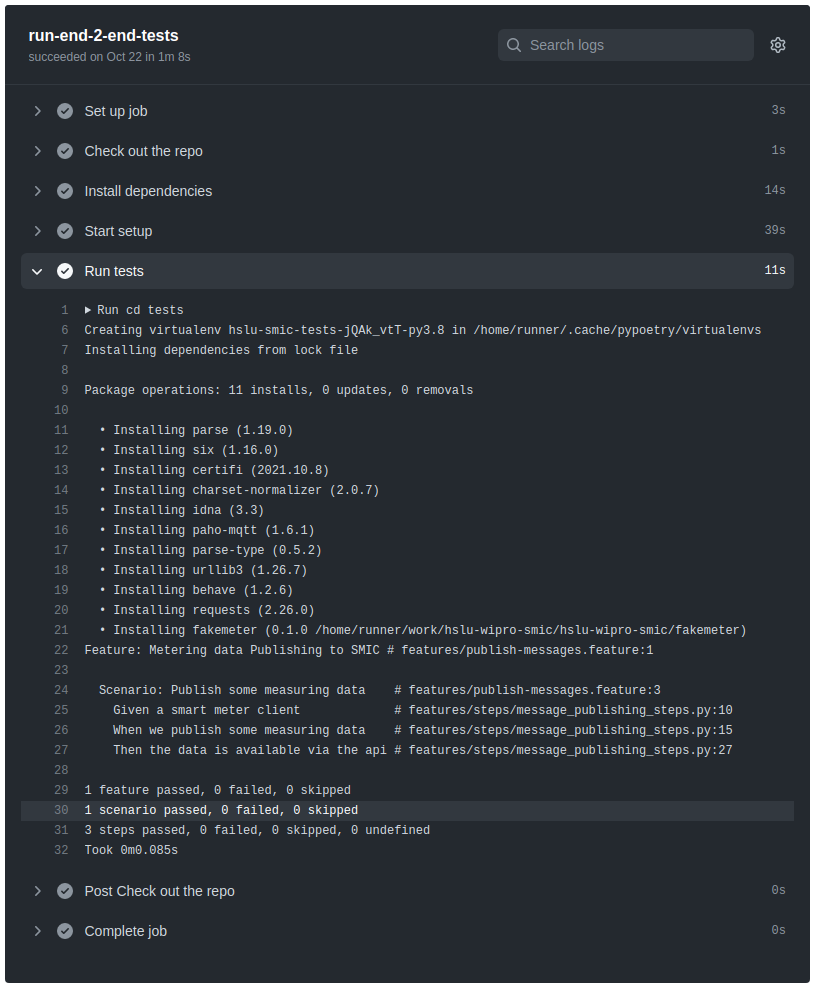 run-end-2-end-tests
succeeded on Oct 22 in 1m 8s
Search logs
Set up job 3s
Check out the repo 1s
Install dependencies 14s
Start setup 39s
Run tests 11s
1 Run cd tests
6 Creating virtualenv hslu-smic-tests-jQAk_vtT-py3.8 in /home/runner/.cache/pypoetry/virtualenvs
7 Installing dependencies from lock file
8
9 Package operations: 11 installs, 0 updates, 0 removals
10
11 • Installing parse (1.19.0)
12 • Installing six (1.16.0)
13 • Installing certifi (2021.10.8)
14 • Installing charset-normalizer (2.0.7)
15 • Installing idna (3.3)
16 • Installing paho-mqtt (1.6.1)
17 • Installing parse-type (0.5.2)
18 • Installing urllib3 (1.26.7)
19 • Installing behave (1.2.6)
20 • Installing requests (2.26.0)
21 • Installing fakemeter (0.1.0 /home/runner/work/hslu-wipro-smic/hslu-wipro-smic/fakemeter)
22 Feature: Metering data Publishing to SMIC # features/publish-messages.feature:1
23
24 Scenario: Publish some measuring data # features/publish-messages.feature:3
25 Given a smart meter client # features/steps/message_publishing_steps.py:10
26 When we publish some measuring data # features/steps/message_publishing_steps.py:15
27 Then the data is available via the api # features/steps/message_publishing_steps.py:27
28
29 1 feature passed, 0 failed, 0 skipped
30 1 scenario passed, 0 failed, 0 skipped
31 3 steps passed, 0 failed, 0 skipped, 0 undefined
32 Took 0m0.085s
Post Check out the repo 0s
Complete job 0s